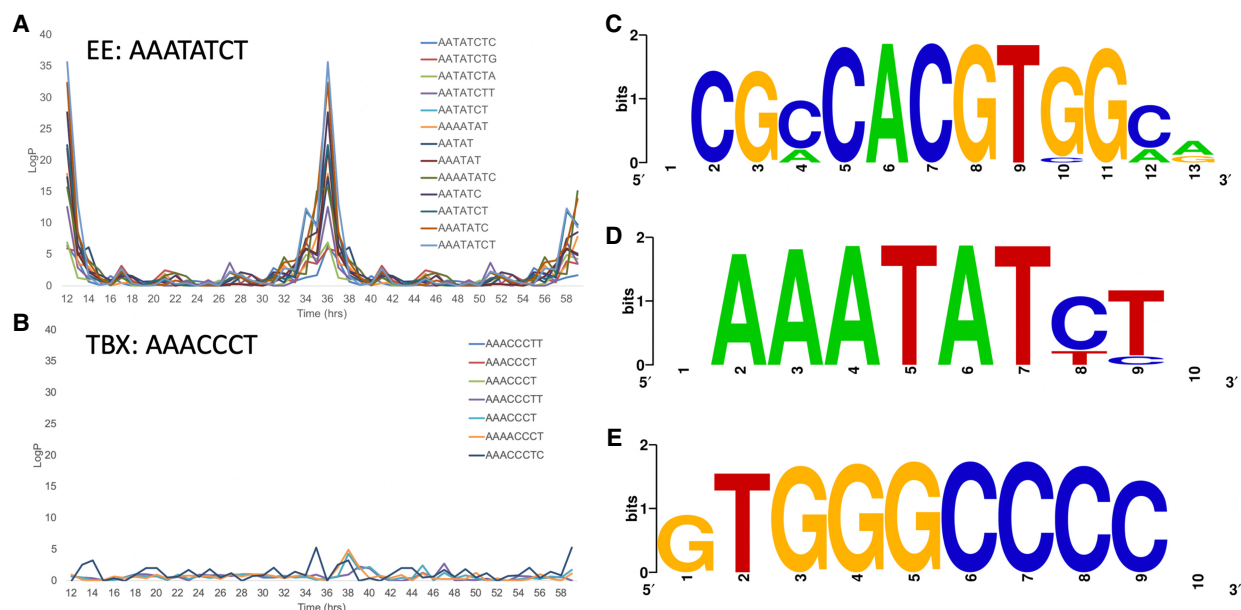 A
EE: AAATATCT
40
35
30
25
20
15
10
5
0
LogP
12 14 16 18 20 22 24 26 28 30 32 34 36 38 40 42 44 46 48 50 52 54 56 58
Time (hrs)
AATATCTC
AATATCTG
AATATCTA
AATATCTT
AATATCT
AAAATAT
AATAT
AAATAT
AAAATATC
AATATC
AATATCT
AAATATC
AAATATCT
B
TBX: AAACCCT
40
35
30
25
20
15
10
5
0
LogP
12 14 16 18 20 22 24 26 28 30 32 34 36 38 40 42 44 46 48 50 52 54 56 58
Time (hrs)
AAACCCTT
AAACCCT
AAACCCT
AAACCCTT
AAACCCT
AAAACCCT
AAACCCTC
C
2
1
0
bits
CGCCACGTGGCA
A C A G
1 2 3 4 5 6 7 8 9 10 11 12 13
5′ 3′
D
2
1
0
bits
AAATATCT
T C
1 2 3 4 5 6 7 8 9 10
5′ 3′
E
2
1
0
bits
GTGGGCCCC
1 2 3 4 5 6 7 8 9 10
5′ 3′